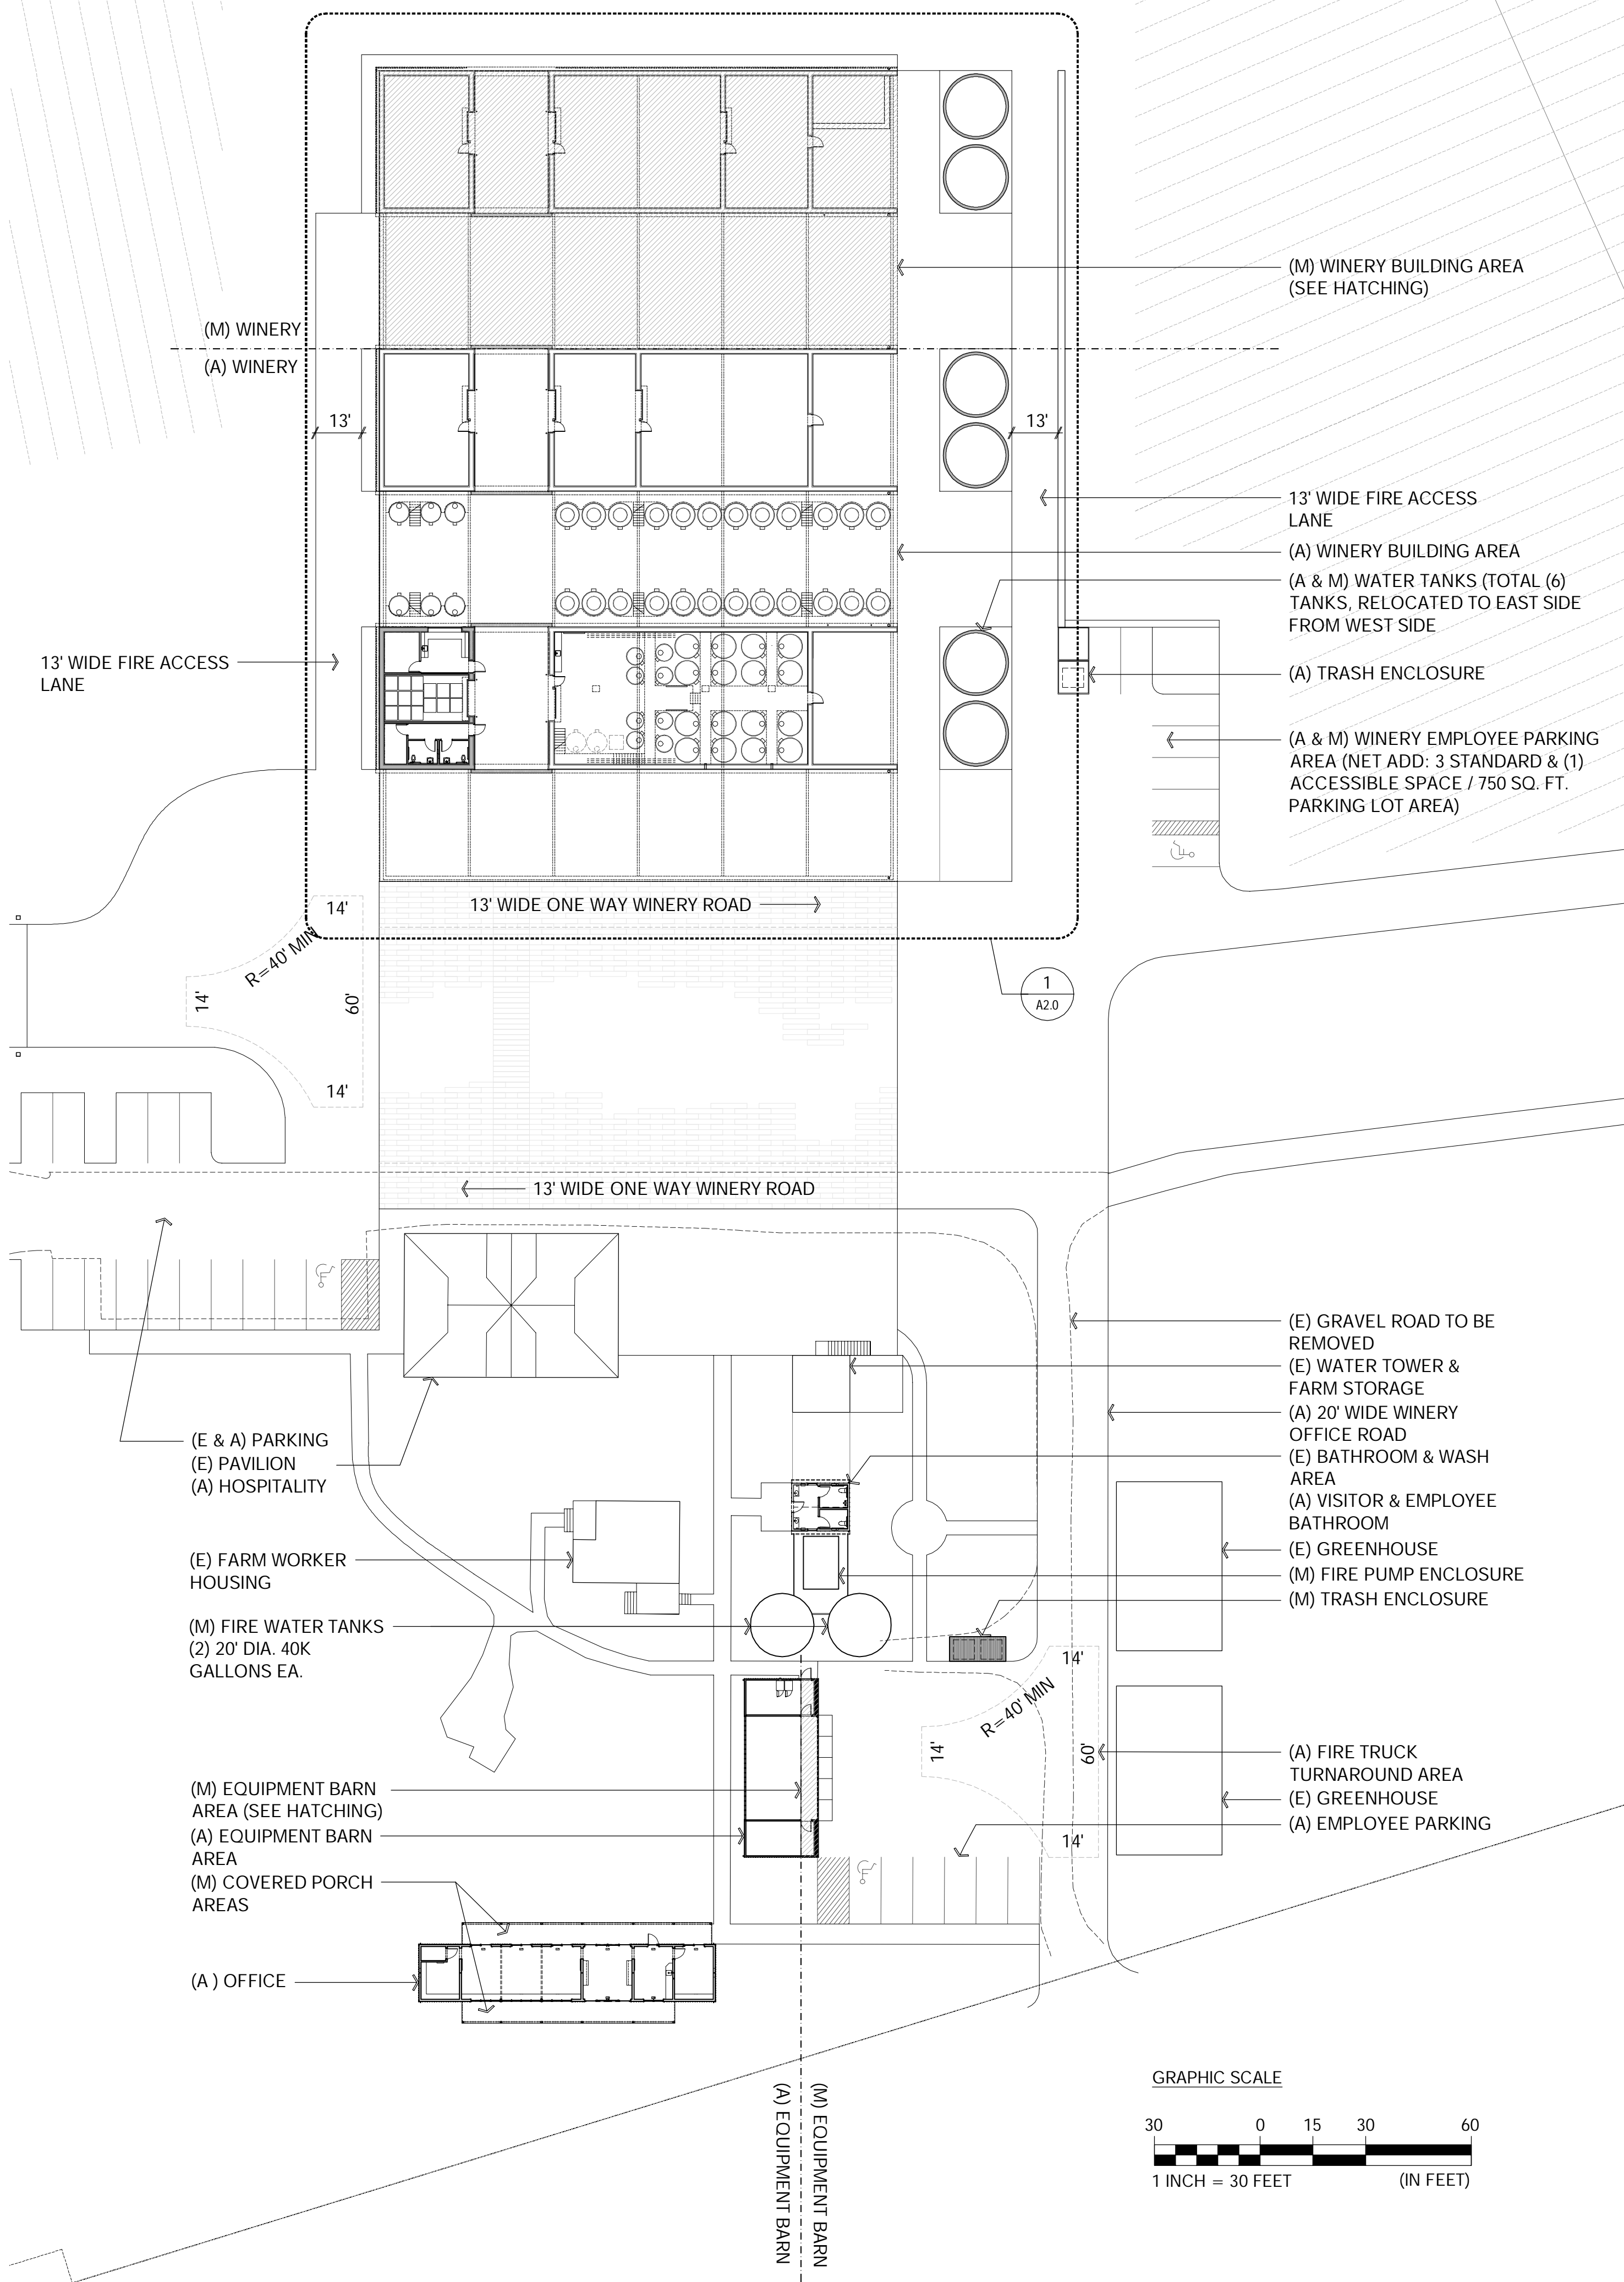 (M) WINERY BUILDING AREA
(SEE HATCHING)
(M) WINERY
(A) WINERY
13'
13'
13' WIDE FIRE ACCESS
LANE
(A) WINERY BUILDING AREA
(A & M) WATER TANKS (TOTAL (6)
TANKS, RELOCATED TO EAST SIDE
FROM WEST SIDE
13' WIDE FIRE ACCESS
LANE
(A) TRASH ENCLOSURE
(A & M) WINERY EMPLOYEE PARKING
AREA (NET ADD: 3 STANDARD & (1)
ACCESSIBLE SPACE / 750 SQ. FT.
PARKING LOT AREA)
13' WIDE ONE WAY WINERY ROAD
14'
R=40' MIN
14'
60'
14'
1
A2.0
13' WIDE ONE WAY WINERY ROAD
(E) GRAVEL ROAD TO BE
REMOVED
(E) WATER TOWER &
FARM STORAGE
(A) 20' WIDE WINERY
OFFICE ROAD
(E) BATHROOM & WASH
AREA
(A) VISITOR & EMPLOYEE
BATHROOM
(E) GREENHOUSE
(M) FIRE PUMP ENCLOSURE
(M) TRASH ENCLOSURE
(E & A) PARKING
(E) PAVILION
(A) HOSPITALITY
(E) FARM WORKER
HOUSING
(M) FIRE WATER TANKS
(2) 20' DIA. 40K
GALLONS EA.
14'
R=40' MIN
14'
60'
14'
(A) FIRE TRUCK
TURNAROUND AREA
(E) GREENHOUSE
(A) EMPLOYEE PARKING
(M) EQUIPMENT BARN
AREA (SEE HATCHING)
(A) EQUIPMENT BARN
AREA
(M) COVERED PORCH
AREAS
(A ) OFFICE
(A) EQUIPMENT BARN
(M) EQUIPMENT BARN
GRAPHIC SCALE
30 0 15 30 60
1 INCH = 30 FEET (IN FEET)